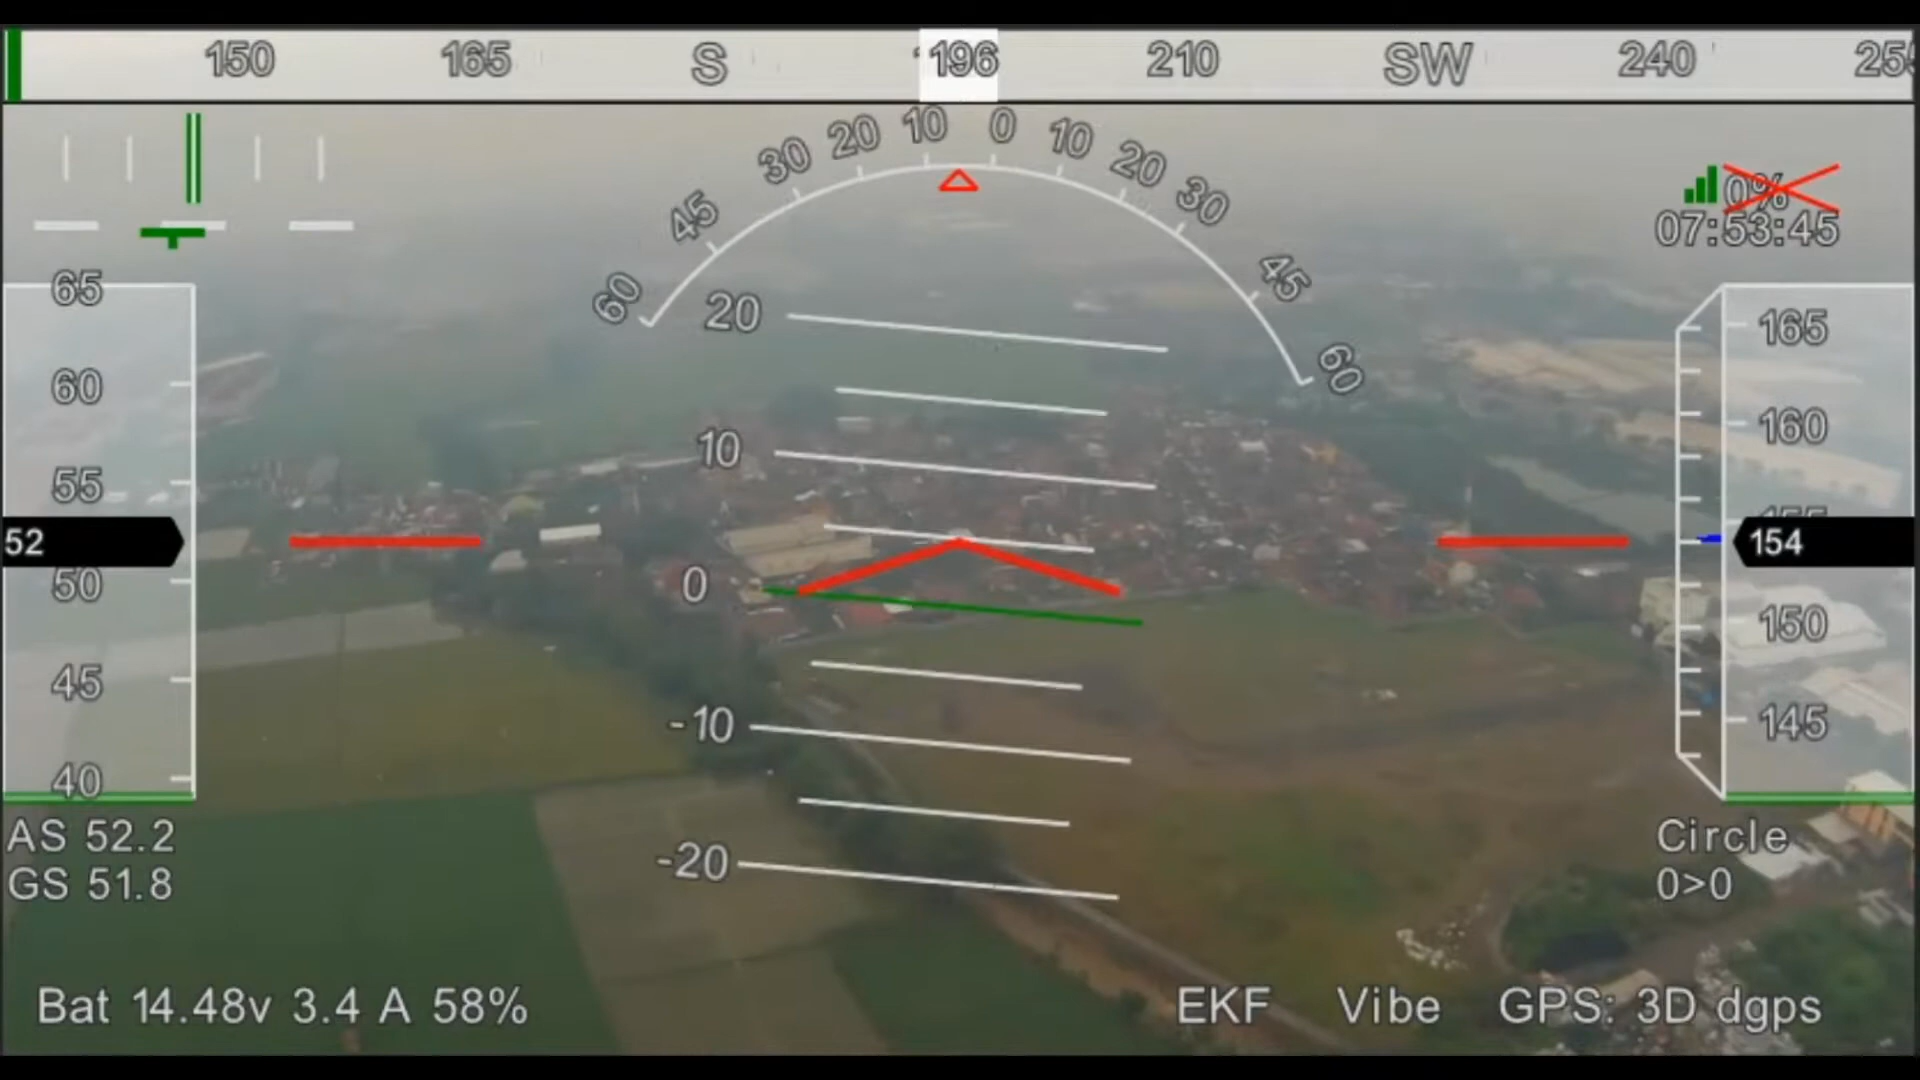 150 165 S 196 210 SW 240
60 45 30 20 10 0 10 20 30 45 60
0%
07:53:45
65
60
55
52
50
45
40
20
10
0
-10
-20
165
160
154
150
145
AS 52.2
GS 51.8
Circle
0>0
Bat 14.48v 3.4 A 58%
EKF Vibe GPS: 3D dgps